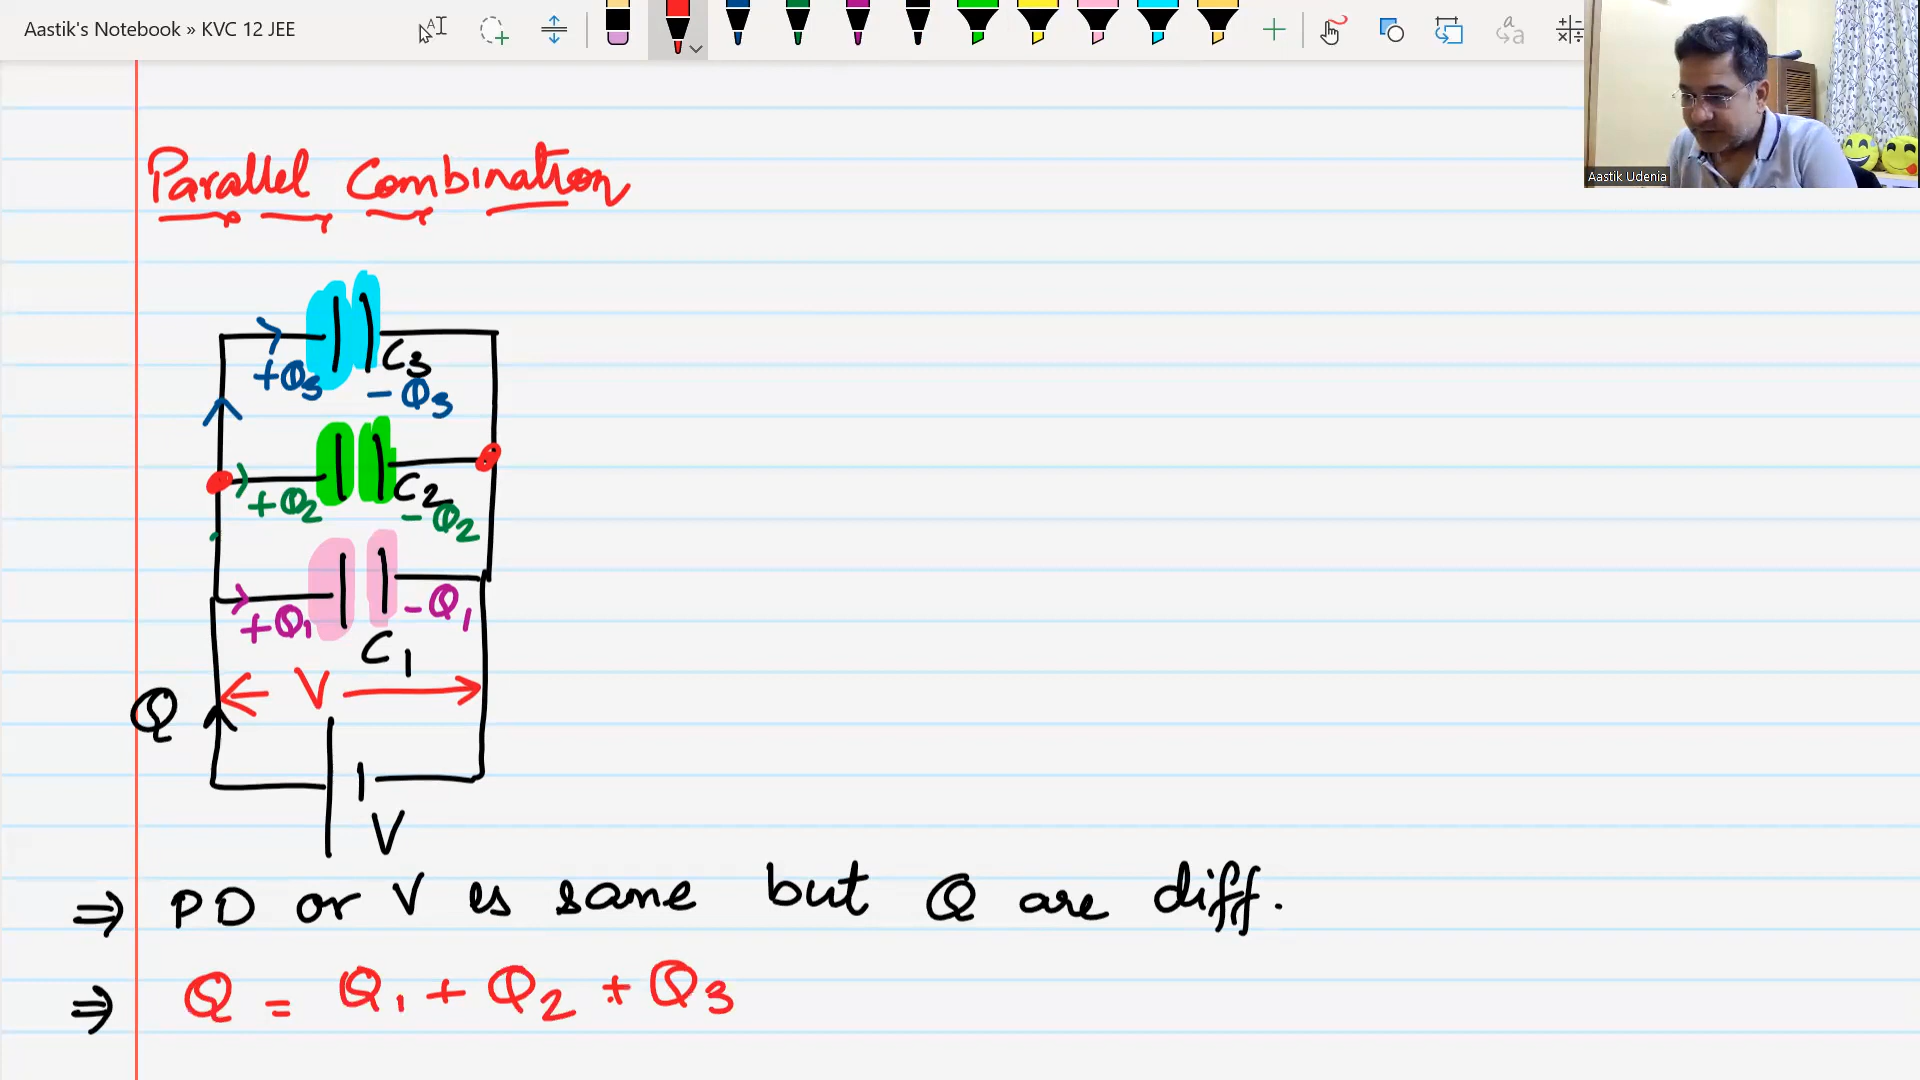 Aastik's Notebook » KVC 12 JEE
Aastik Udenia
Parallel Combination
C3
+Q3
- Q3
C2
+Q2
- Q2
+Q1
- Q1
C1
V
Q
V
⇒ PD or V is same but Q are diff.
⇒ Q = Q1 + Q2 + Q3